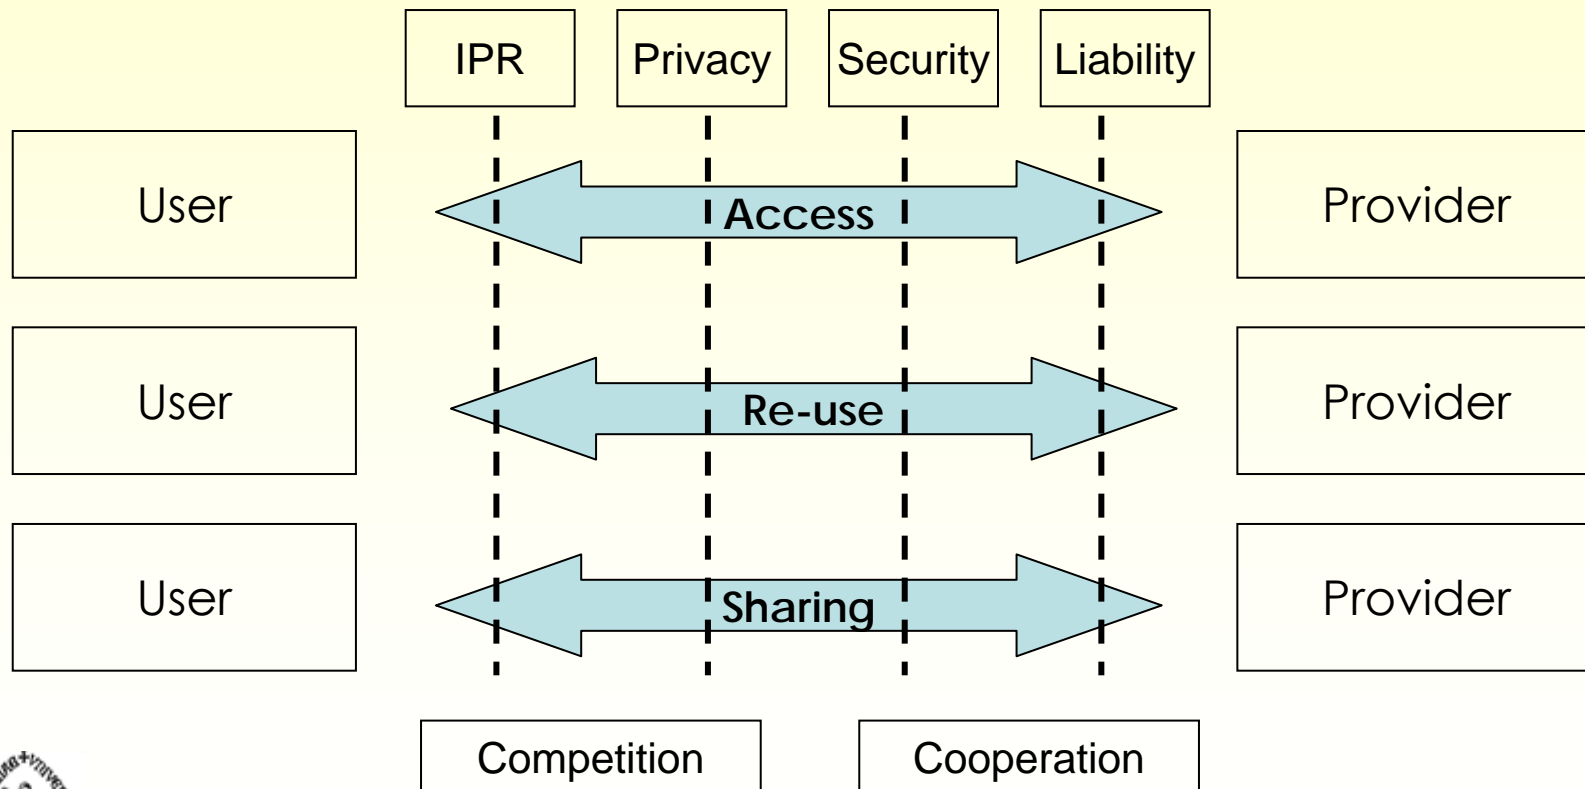 IPR Privacy Security Liability
User Access Provider
User Re-use Provider
User Sharing Provider
Competition Cooperation